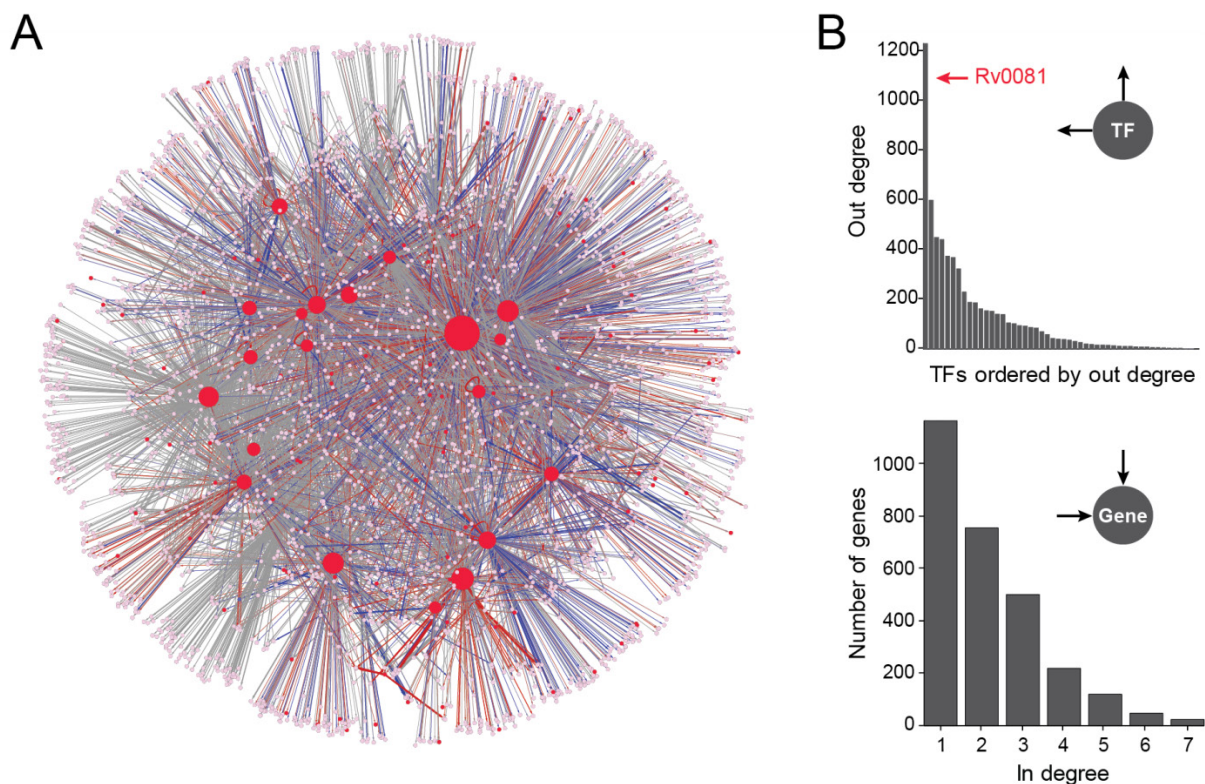 A
B
1200
1000
800
600
400
200
0
Out degree
Rv0081
TF
TFs ordered by out degree
1000
800
600
400
200
0
Number of genes
Gene
1 2 3 4 5 6 7
In degree